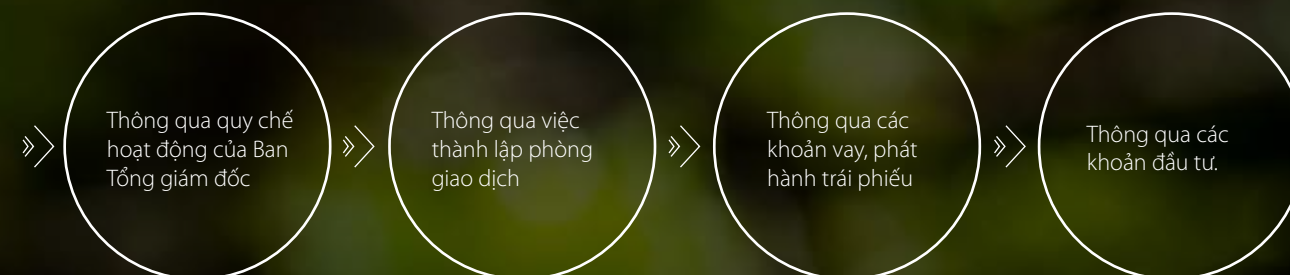 Thông qua quy chế
hoạt động của Ban
Tổng giám đốc
Thông qua việc
thành lập phòng
giao dịch
Thông qua các
khoản vay, phát
hành trái phiếu
Thông qua các
khoản đầu tư.